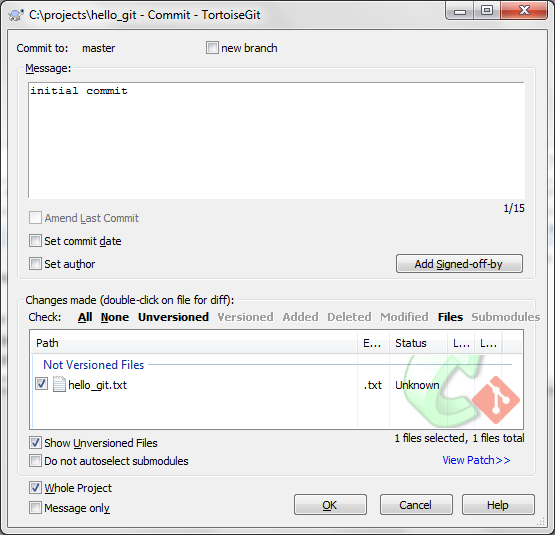 C:\projects\hello_git - Commit - TortoiseGit
Commit to: master new branch
Message:
initial commit
1/15
Amend Last Commit
Set commit date
Set author
Add Signed-off-by
Changes made (double-click on file for diff):
Check: All None Unversioned Versioned Added Deleted Modified Files Submodules
Path E... Status L... L...
Not Versioned Files
hello_git.txt .txt Unknown
1 files selected, 1 files total
Show Unversioned Files
Do not autoselect submodules
View Patch>>
Whole Project
Message only
OK Cancel Help